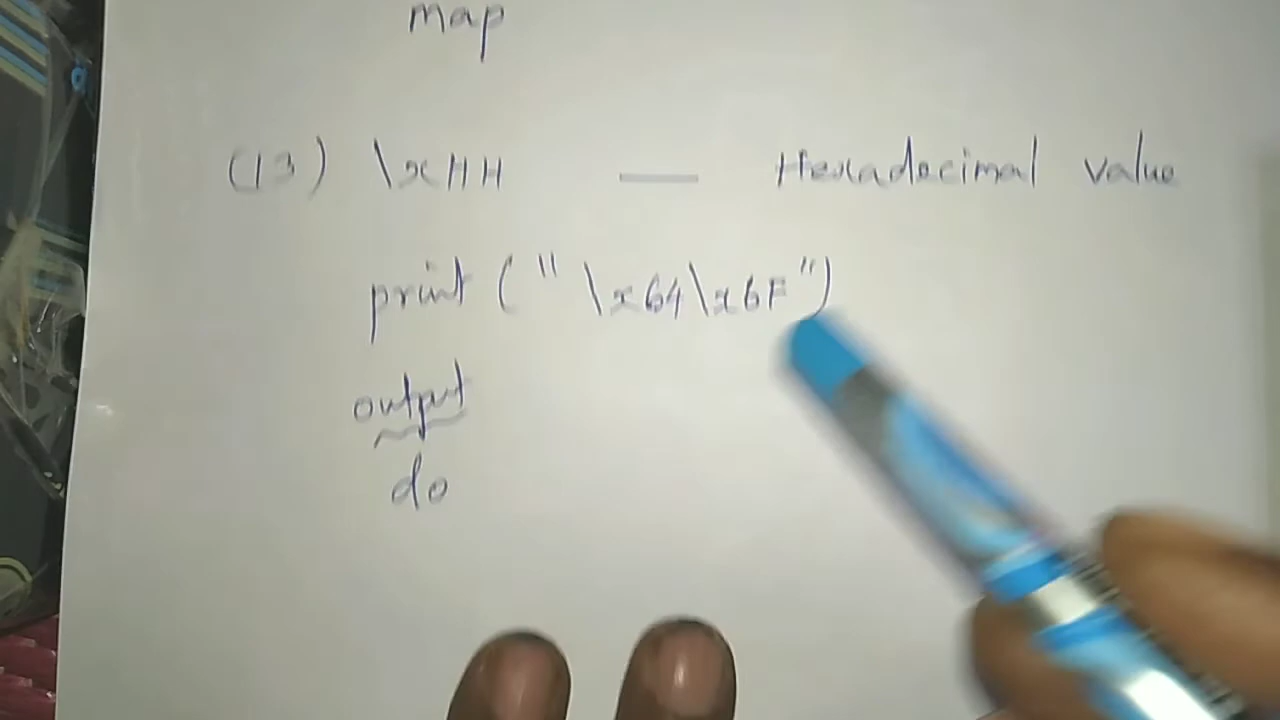 map
(13) \xHH — Hexadecimal value
print ("\x64\x6F")
output
do